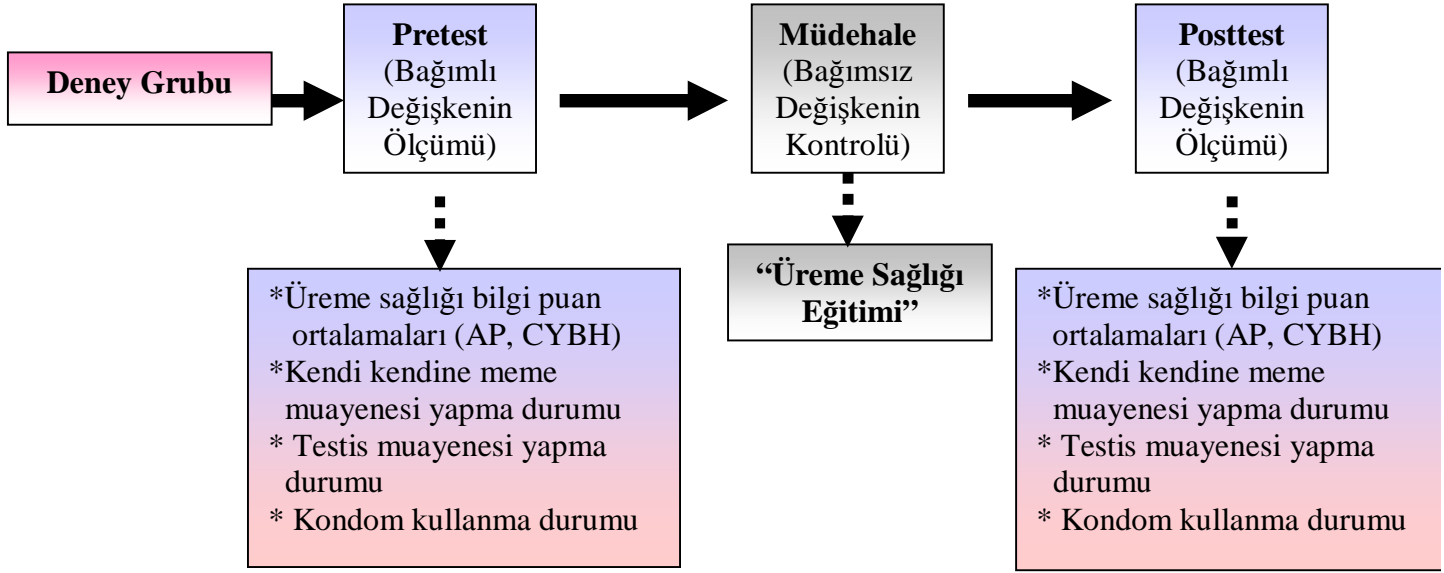 Deney Grubu
Pretest
(Bağımlı
Değişkenin
Ölçümü)
Müdehale
(Bağımsız
Değişkenin
Kontrolü)
Posttest
(Bağımlı
Değişkenin
Ölçümü)
*Üreme sağlığı bilgi puan
ortalamaları (AP, CYBH)
*Kendi kendine meme
muayenesi yapma durumu
* Testis muayenesi yapma
durumu
* Kondom kullanma durumu
“Üreme Sağlığı
Eğitimi”
*Üreme sağlığı bilgi puan
ortalamaları (AP, CYBH)
*Kendi kendine meme
muayenesi yapma durumu
* Testis muayenesi yapma
durumu
* Kondom kullanma durumu